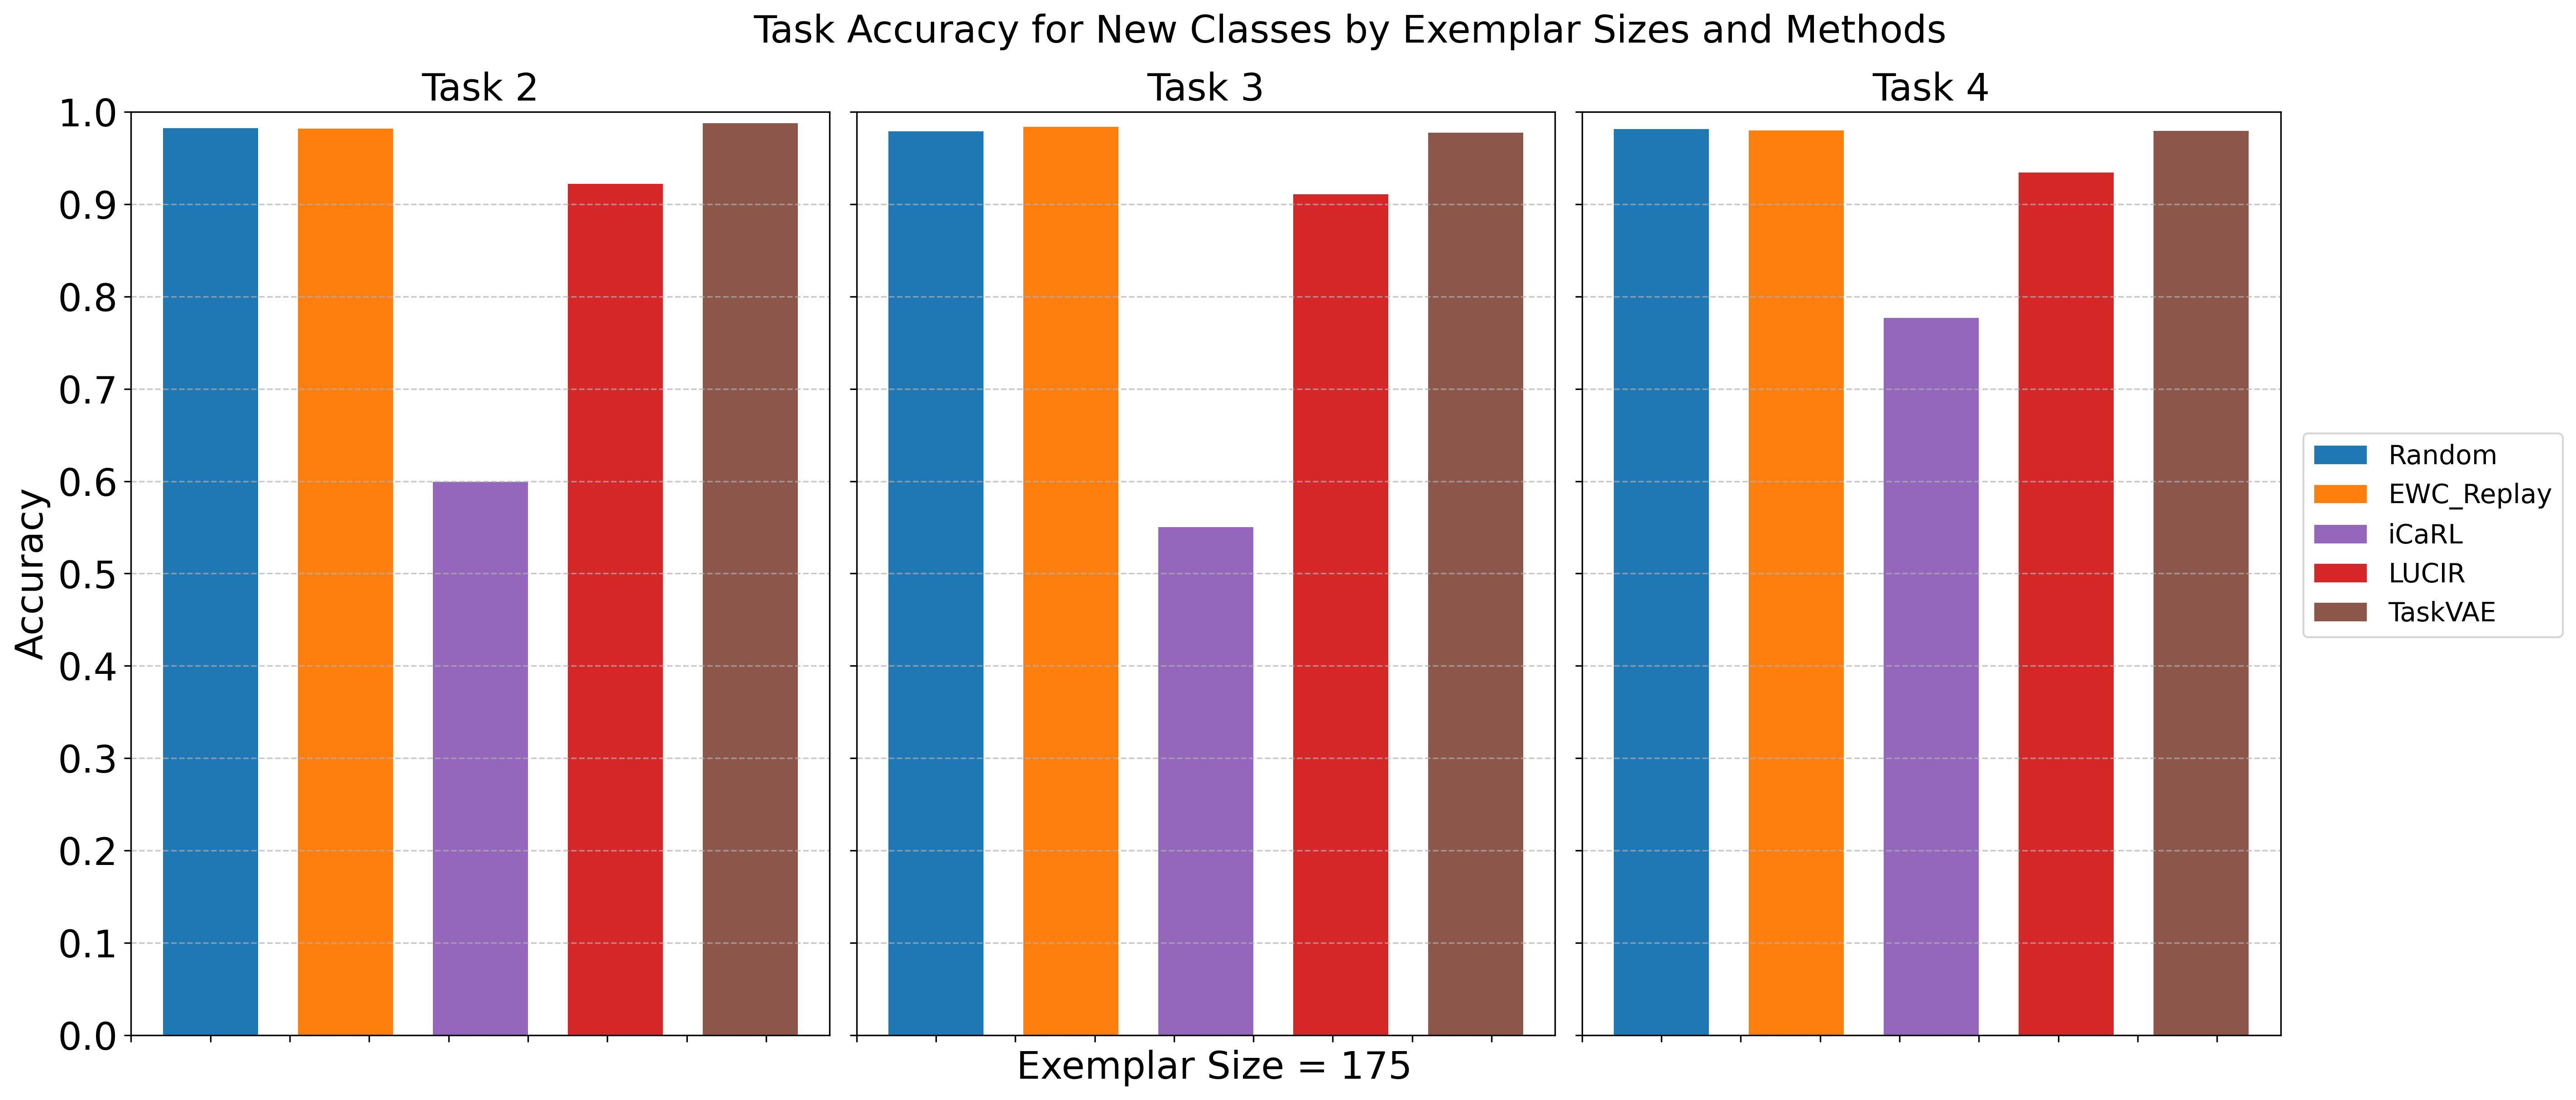 Task Accuracy for New Classes by Exemplar Sizes and Methods
Task 2
Task 3
Task 4
Accuracy
1.0
0.9
0.8
0.7
0.6
0.5
0.4
0.3
0.2
0.1
0.0
Exemplar Size = 175
Random
EWC_Replay
iCaRL
LUCIR
TaskVAE